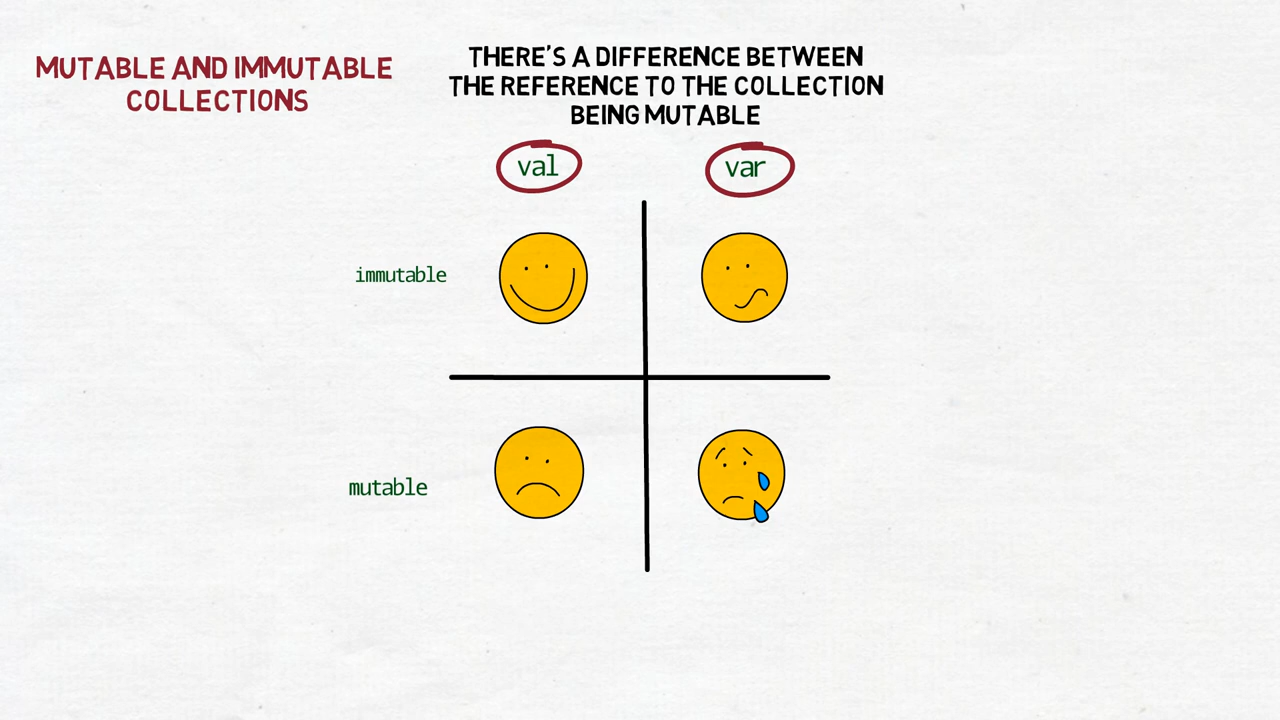 MUTABLE AND IMMUTABLE
COLLECTIONS
THERE'S A DIFFERENCE BETWEEN
THE REFERENCE TO THE COLLECTION
BEING MUTABLE
val
var
immutable
mutable